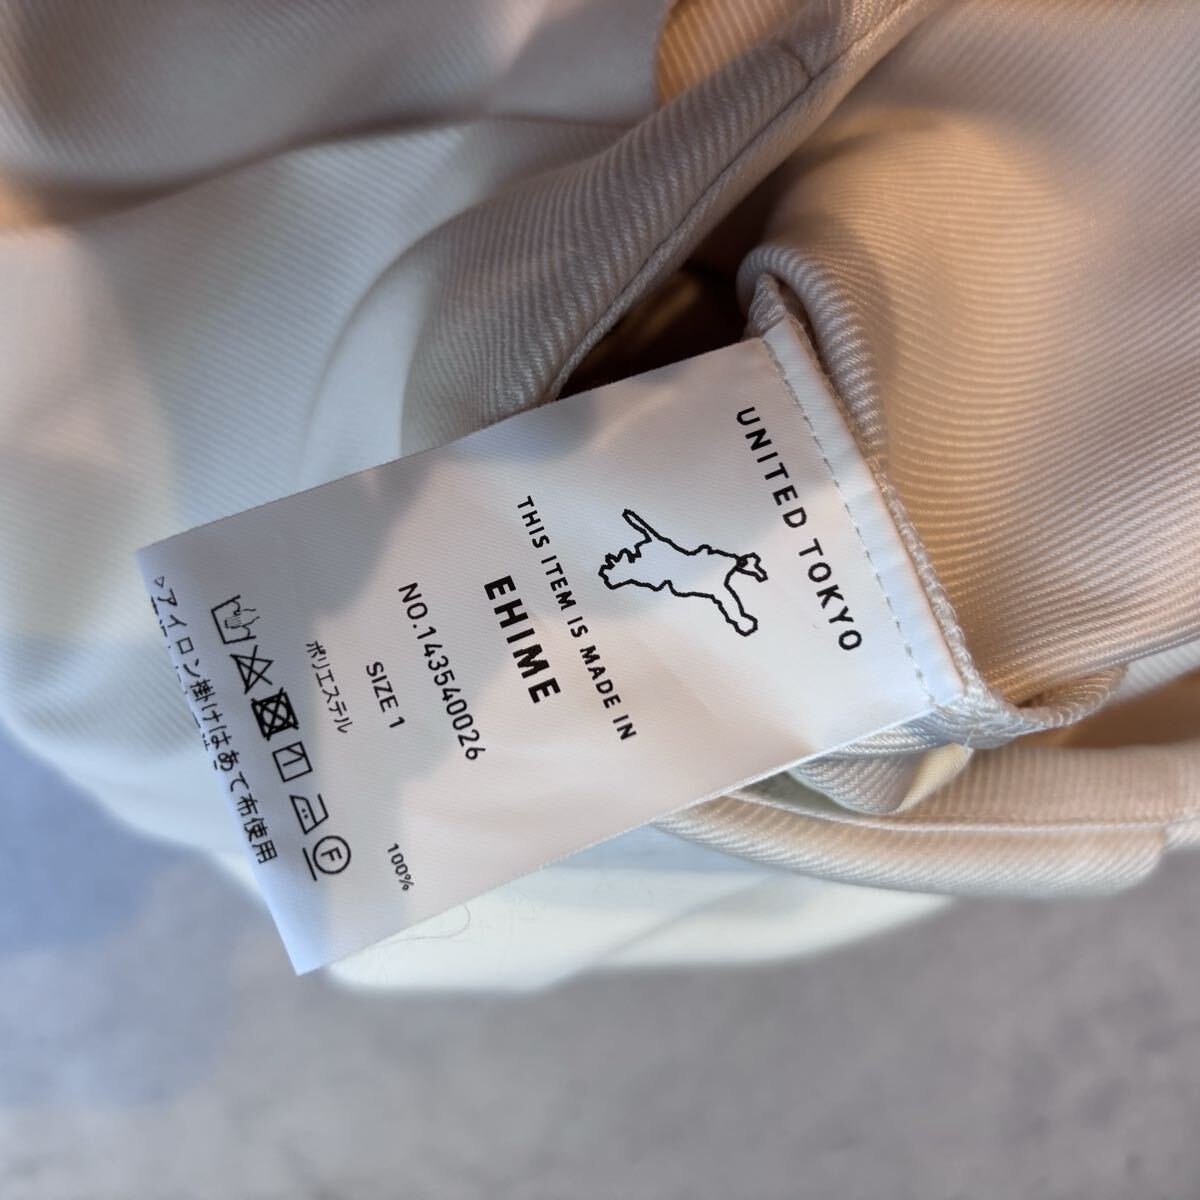 UNITED TOKYO
THIS ITEM IS MADE IN
EHIME
NO.143540026
SIZE 1
ポリエステル 100%
F
▷アイロン掛けはあて布使用